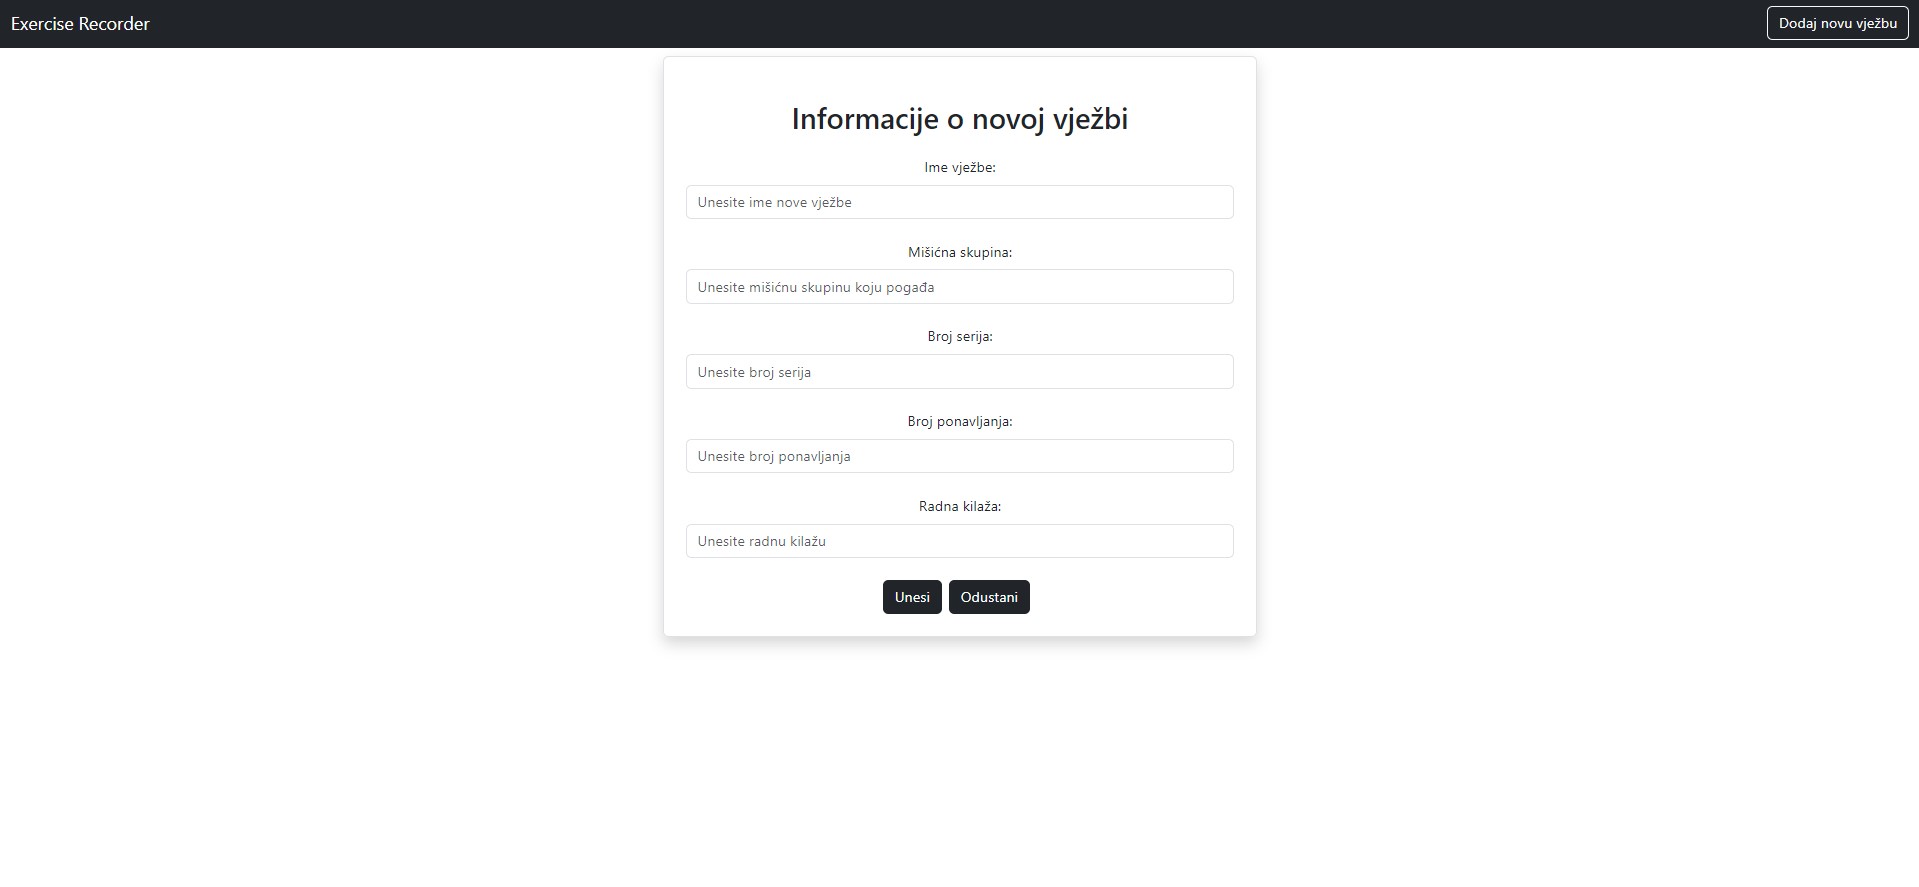 Exercise Recorder
Dodaj novu vježbu
Informacije o novoj vježbi
Ime vježbe:
Unesite ime nove vježbe
Mišićna skupina:
Unesite mišićnu skupinu koju pogađa
Broj serija:
Unesite broj serija
Broj ponavljanja:
Unesite broj ponavljanja
Radna kilaža:
Unesite radnu kilažu
Unesi Odustani